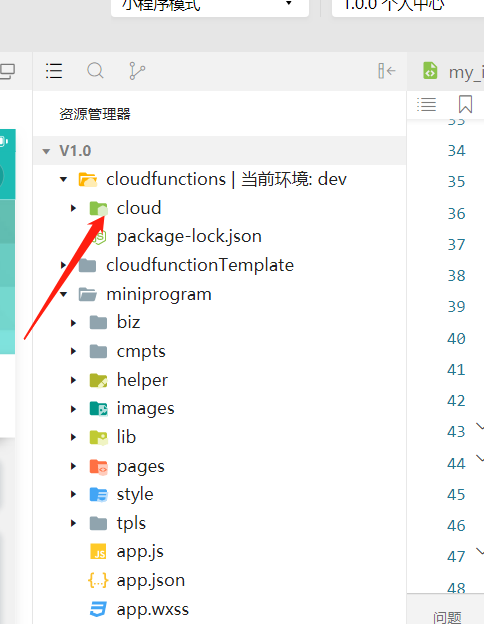 小程序模式
1.0.0 个人中心
my_i
资源管理器
V1.0
cloudfunctions | 当前环境: dev
cloud
package-lock.json
cloudfunctionTemplate
miniprogram
biz
cmpts
helper
images
lib
pages
style
tpls
app.js
app.json
app.wxss
33
34
35
36
37
38
39
40
41
42
43
44
45
46
47
48
问题